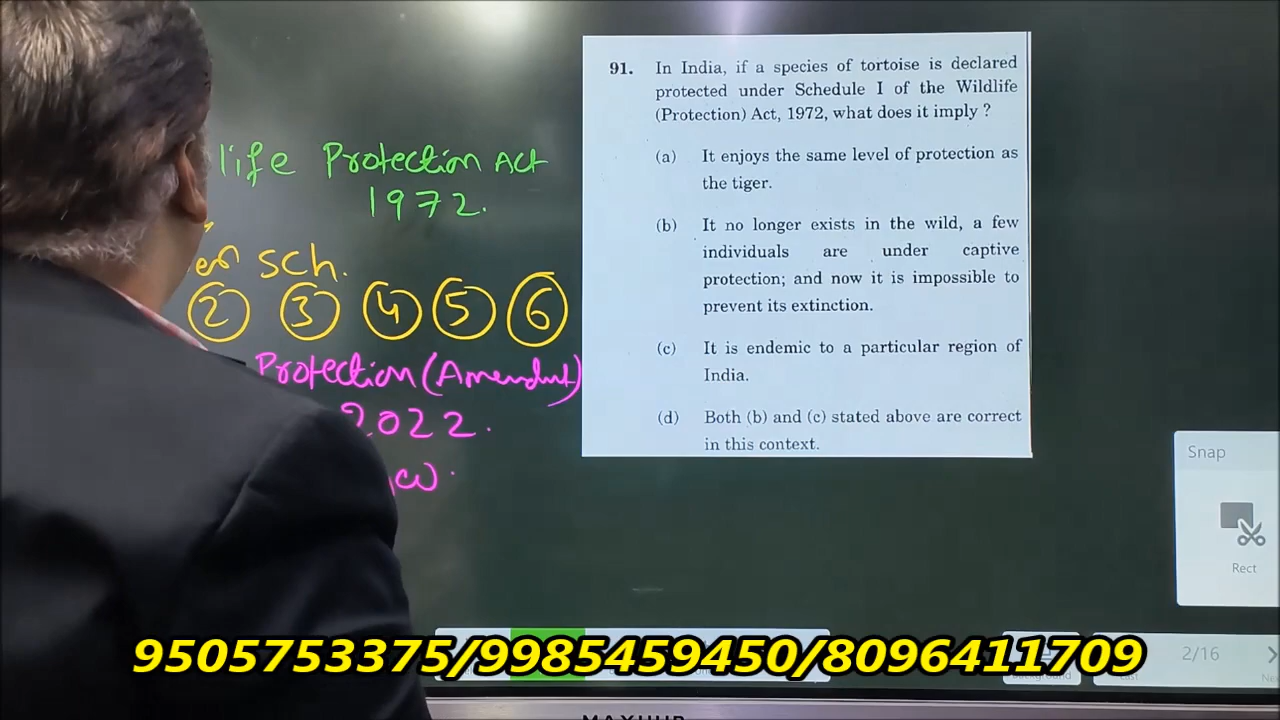 life Protection Act
1972.
sch.
2 3 4 5 6
Protection (Amendmt)
2022.
91. In India, if a species of tortoise is declared
protected under Schedule I of the Wildlife
(Protection) Act, 1972, what does it imply ?
(a) It enjoys the same level of protection as
the tiger.
(b) It no longer exists in the wild, a few
individuals are under captive
protection; and now it is impossible to
prevent its extinction.
(c) It is endemic to a particular region of
India.
(d) Both (b) and (c) stated above are correct
in this context.
Snap
Rect
2/16
9505753375/9985459450/8096411709